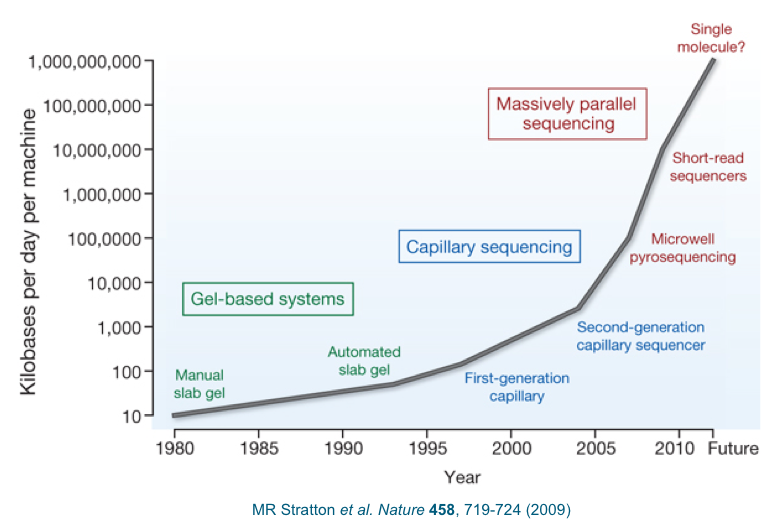 Single
molecule?
1,000,000,000
100,000,000
Massively parallel
sequencing
10,000,000
Short-read
sequencers
1,000,000
100,0000
Microwell
pyrosequencing
Capillary sequencing
10,000
Gel-based systems
1,000
Second-generation
capillary sequencer
Automated
slab gel
100
Manual
slab gel
First-generation
capillary
10
Kilobases per day per machine
1980 1985 1990 1995 2000 2005 2010 Future
Year
MR Stratton et al. Nature 458, 719-724 (2009)